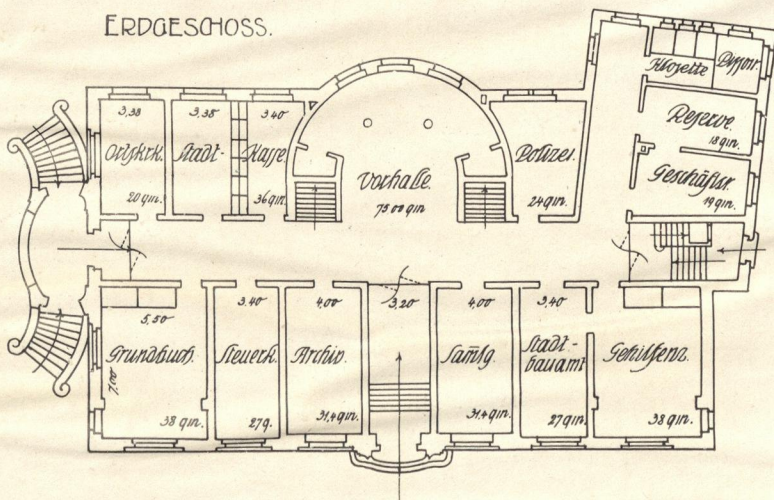 ERDGESCHOSS.
Klosette
3,38 3,38 3,40
Reserve.
18 qm.
Ortskrk. Stadt- Kasse.
Polizei.
Vorhalle.
Geschäftsr.
20 qm. 36 qm. 75 00 qm 24 qm. 19 qm.
3,40 4,00 3,20 4,00 3,40
5,50
Grundbuch. Steuerk. Archiv. Samlg. Stadt-
bauamt Gehilfenz.
7,00
38 qm. 27 q. 31,4 qm. 31,4 qm. 27 qm. 38 qm.